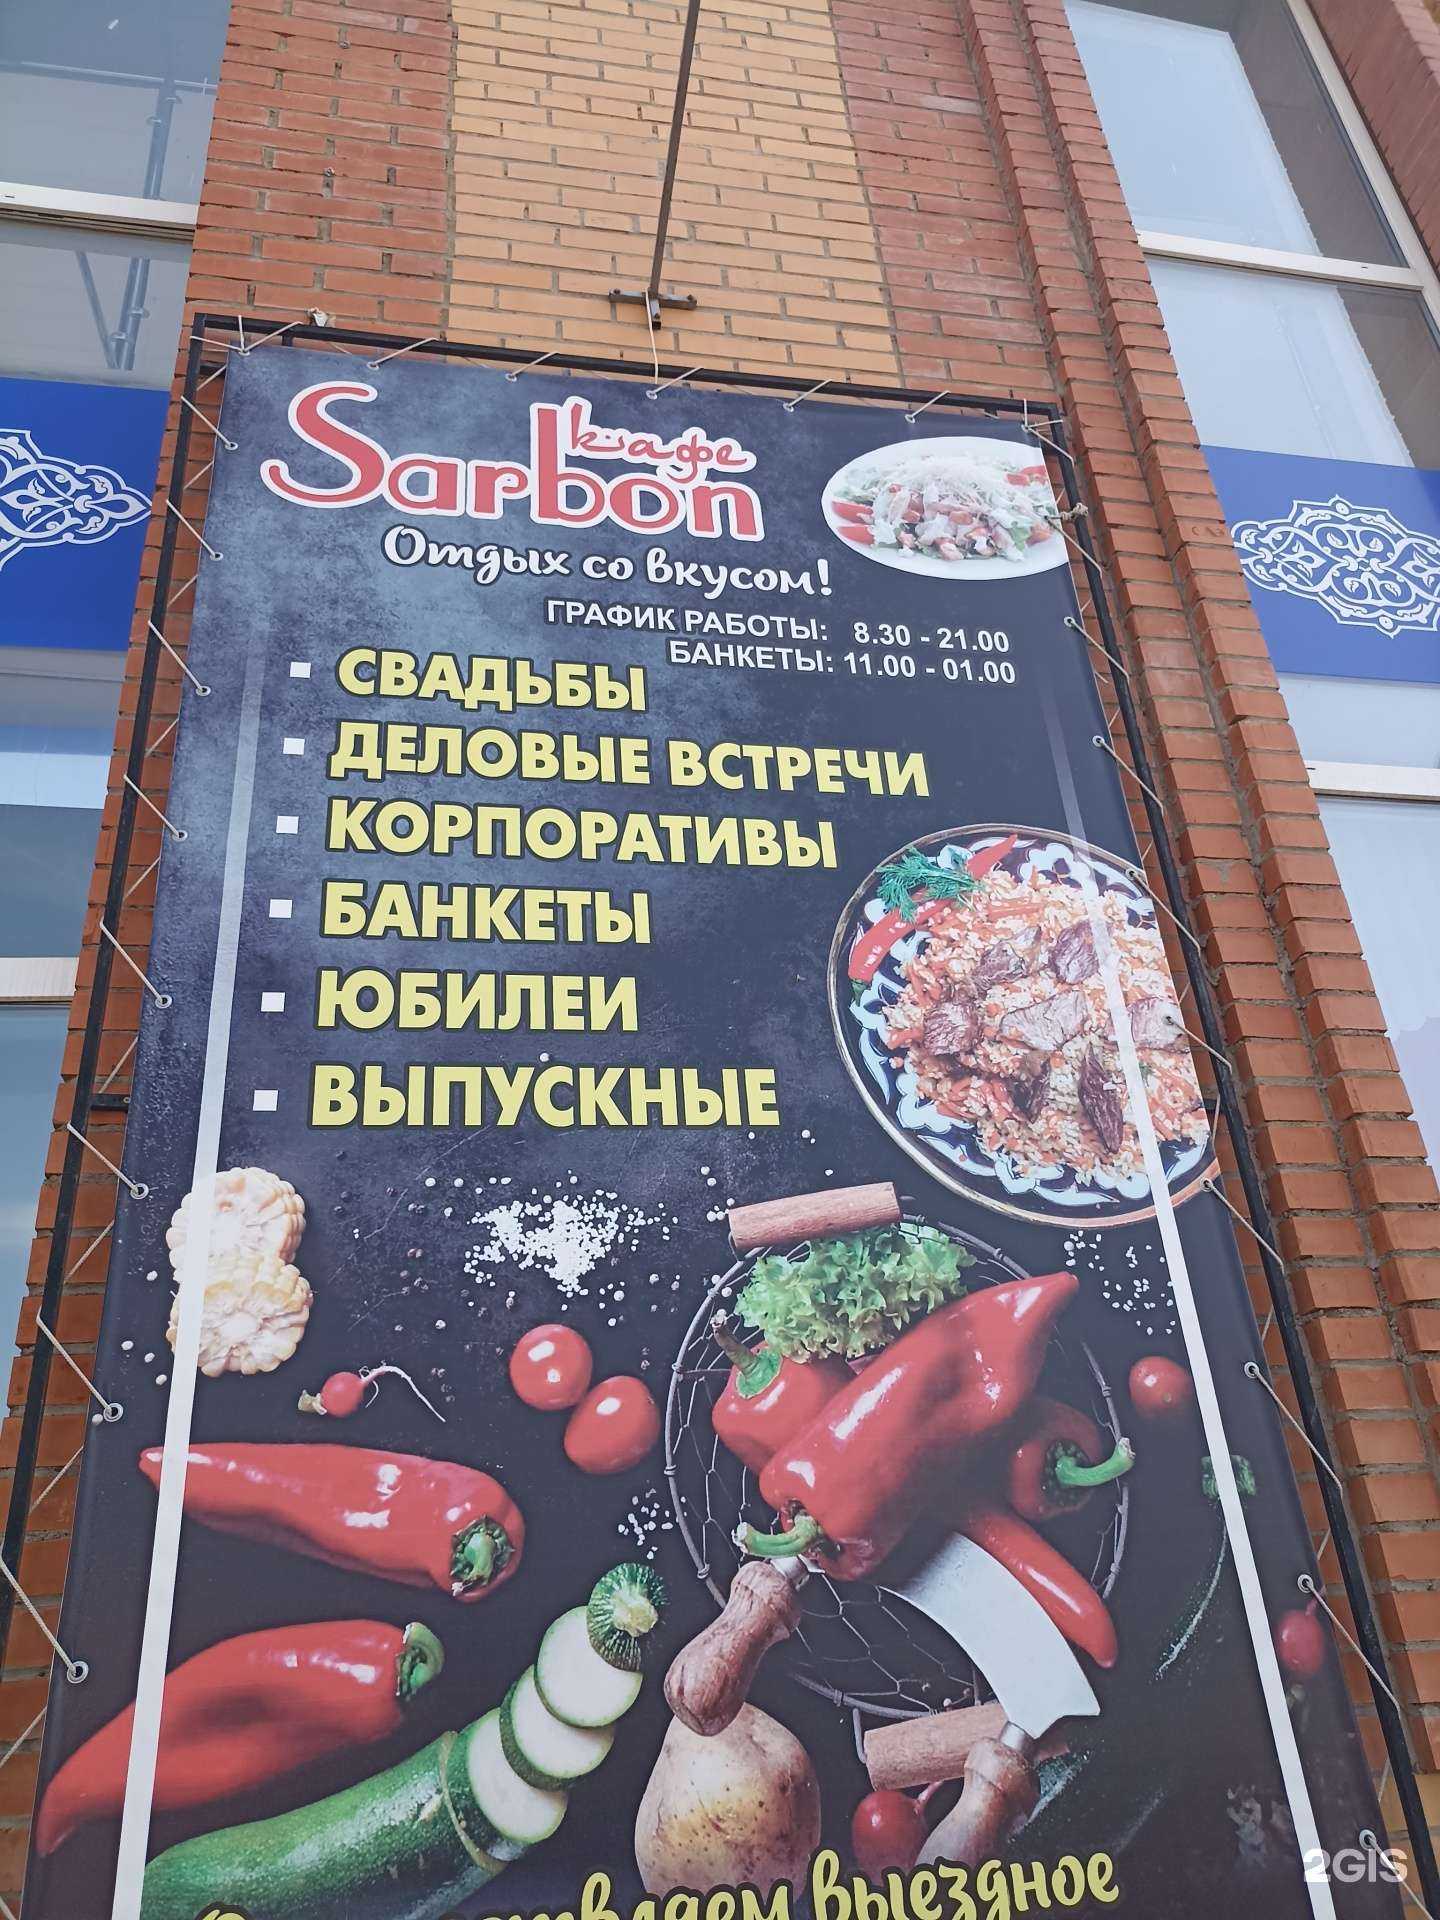 кафе
Sarbon
Отдых со вкусом!
ГРАФИК РАБОТЫ: 8.30 - 21.00
БАНКЕТЫ: 11.00 - 01.00
СВАДЬБЫ
ДЕЛОВЫЕ ВСТРЕЧИ
КОРПОРАТИВЫ
БАНКЕТЫ
ЮБИЛЕИ
ВЫПУСКНЫЕ
выездное
2GIS